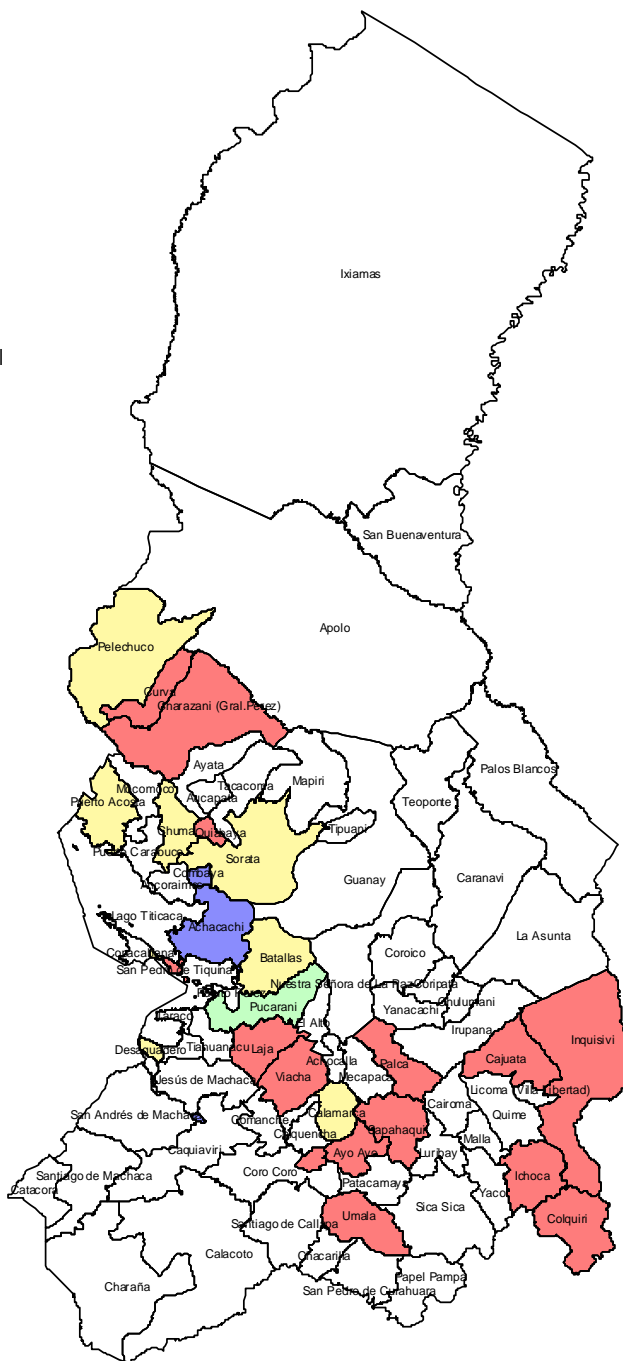 Ixiamas
San Buenaventura
Apolo
Pelechuco
Curva
Charazani (Gral.Perez)
Ayata
Palos Blancos
Mocomoco
Tacacoma
Mapiri
Puerto Acosta
Aucapata
Teoponte
Chuma
Quiabaya
Tipuani
Puerto Carabuco
Sorata
Combaya
Guanay
Caranavi
Ancoraimes
Lago Titicaca
Achacachi
La Asunta
Coroico
Copacabana
Batallas
San Pedro de Tiquina
Nuestra Señora de La Paz
Coripata
Puerto Perez
Chulumani
Pucarani
Yanacachi
Taraco
El Alto
Irupana
Inquisivi
Desaguadero
Tiahuanacu
Laja
Achocalla
Palca
Cajuata
Jesús de Machaca
Viacha
Mecapaca
Licoma (Villa Libertad)
San Andrés de Machaca
Comanche
Calamarca
Cairoma
Quime
Caquiaviri
Collquencha
Sapahaqui
Malla
Ayo Ayo
Luribay
Santiago de Machaca
Coro Coro
Ichoca
Catacora
Patacamaya
Yaco
Sica Sica
Umala
Colquiri
Santiago de Callapa
Calacoto
Chacarilla
Charaña
Papel Pampa
San Pedro de Curahuara